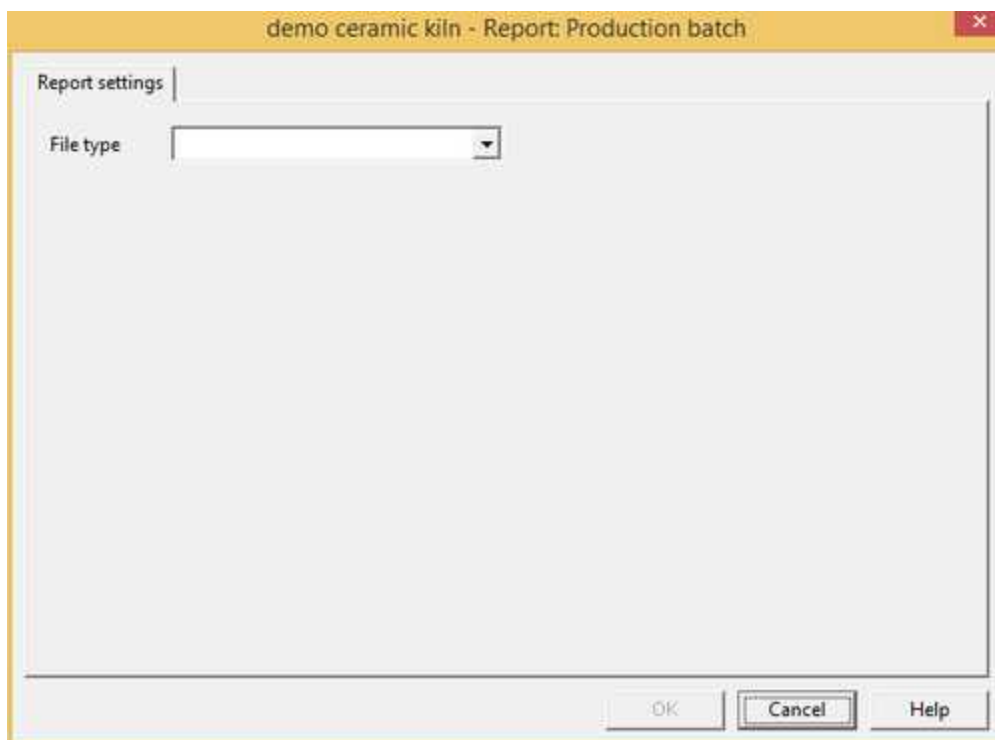 demo ceramic kiln - Report: Production batch
Report settings
File type
OK Cancel Help